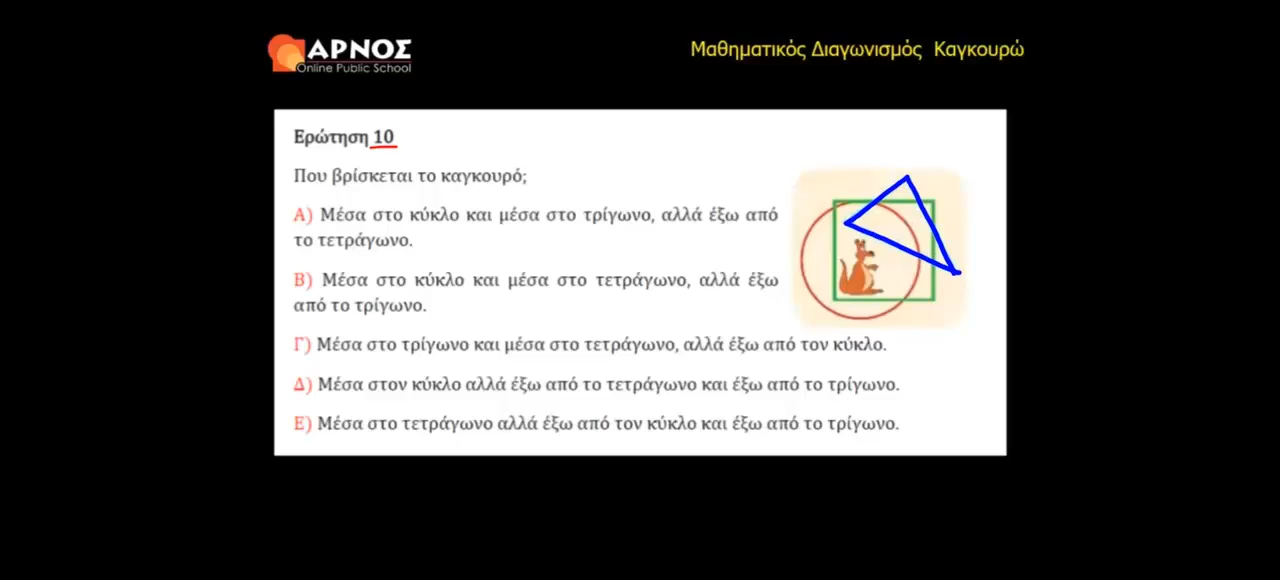 ΑΡΝΟΣ
Online Public School
Μαθηματικός Διαγωνισμός Καγκουρώ
Ερώτηση 10
Που βρίσκεται το καγκουρό;
Α) Μέσα στο κύκλο και μέσα στο τρίγωνο, αλλά έξω από
το τετράγωνο.
Β) Μέσα στο κύκλο και μέσα στο τετράγωνο, αλλά έξω
από το τρίγωνο.
Γ) Μέσα στο τρίγωνο και μέσα στο τετράγωνο, αλλά έξω από τον κύκλο.
Δ) Μέσα στον κύκλο αλλά έξω από το τετράγωνο και έξω από το τρίγωνο.
Ε) Μέσα στο τετράγωνο αλλά έξω από τον κύκλο και έξω από το τρίγωνο.